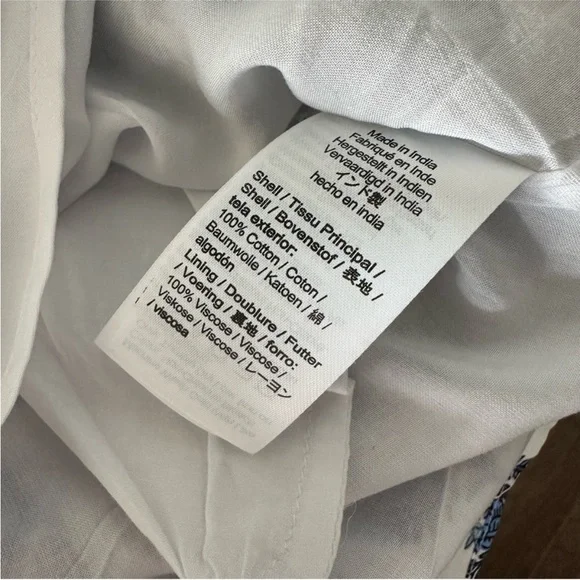 Made in India
Fabriqué en Inde
Hergestellt in Indien
Vervaardigd in India
インド製
hecho en India
Shell / Tissu Principal /
Shell / Bovenstof / 表地 /
tela exterior:
100% Cotton / Coton /
Baumwolle / Katoen / 綿 /
algodón
Lining / Doublure / Futter
/ Voering / 裏地 / forro:
100% Viscose / Viscose /
Viskose / Viscose / レーヨン
/ viscosa